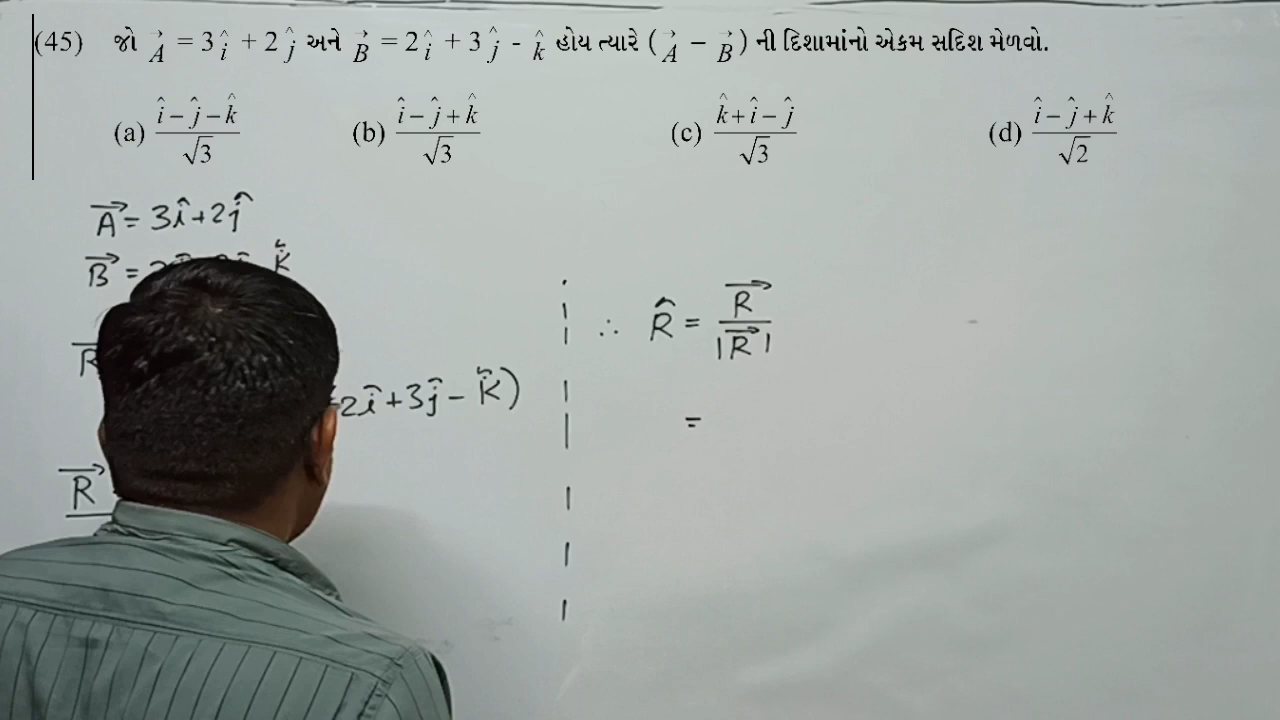 (45) જો A⃗ = 3î + 2ĵ અને B⃗ = 2î + 3ĵ - k̂ હોય ત્યારે (A⃗ − B⃗) ની દિશામાંનો એકમ સદિશ મેળવો.
(a) (î − ĵ − k̂)/√3 (b) (î − ĵ + k̂)/√3 (c) (k̂ + î − ĵ)/√3 (d) (î − ĵ + k̂)/√2
A⃗ = 3î + 2ĵ
B⃗ = k̂
R
2î + 3ĵ − k̂)
R⃗
∴ R̂ = R⃗/|R⃗|
=